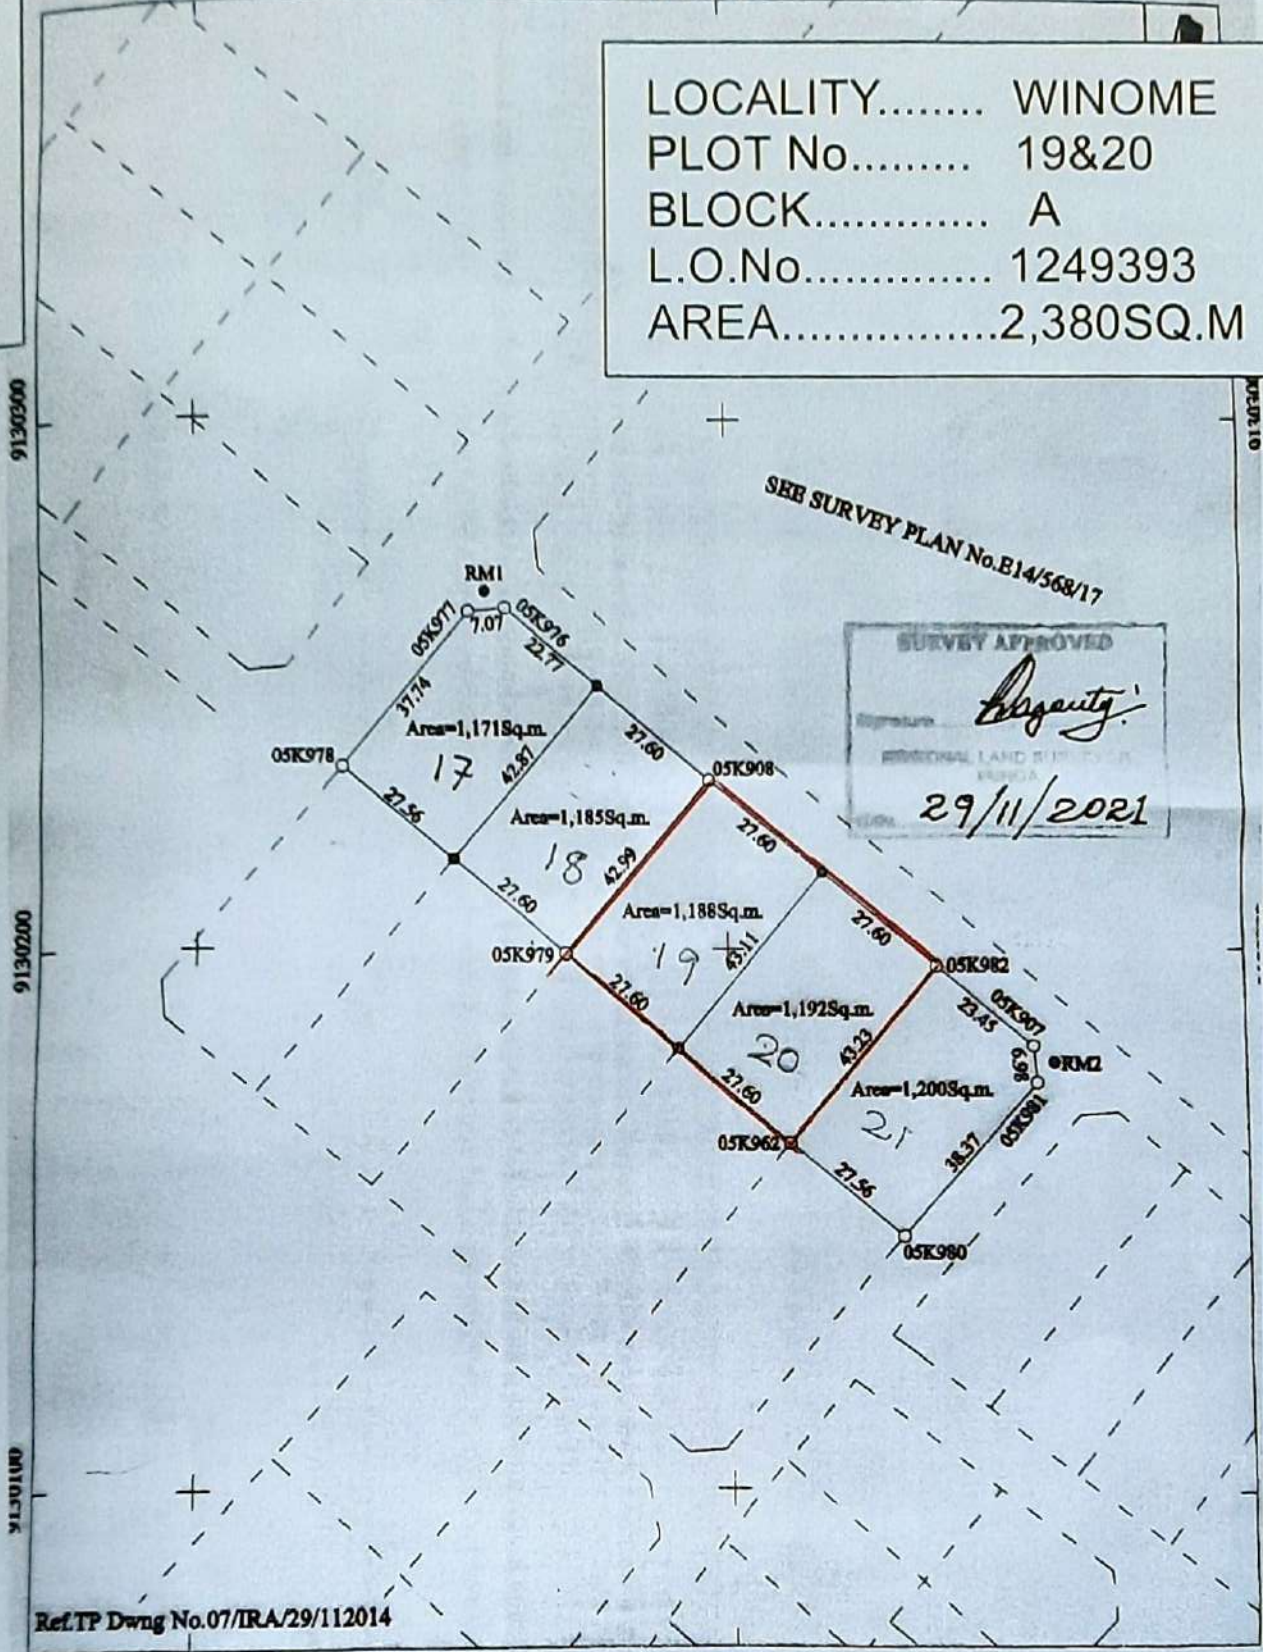 LOCALITY........ WINOME
PLOT No......... 19&20
BLOCK............. A
L.O.No.............. 1249393
AREA................2,380SQ.M
9130300
SEE SURVEY PLAN No.E14/568/17
RM1
05K977
7.07
05K976
22.77
SURVEY APPROVED
Signature
37.74
Area=1,171Sq.m.
17
42.87
27.60
05K978
05K908
29/11/2021
27.56
Area=1,185Sq.m.
18
42.99
27.60
27.60
Area=1,188Sq.m.
19
43.11
27.60
9130200
05K979
05K982
27.60
Area=1,192Sq.m.
20
43.23
23.45
05K907
6.98
RM2
27.60
Area=1,200Sq.m.
21
05K981
05K962
38.37
27.56
05K980
9130100
Ref.TP Dwng No.07/IRA/29/112014